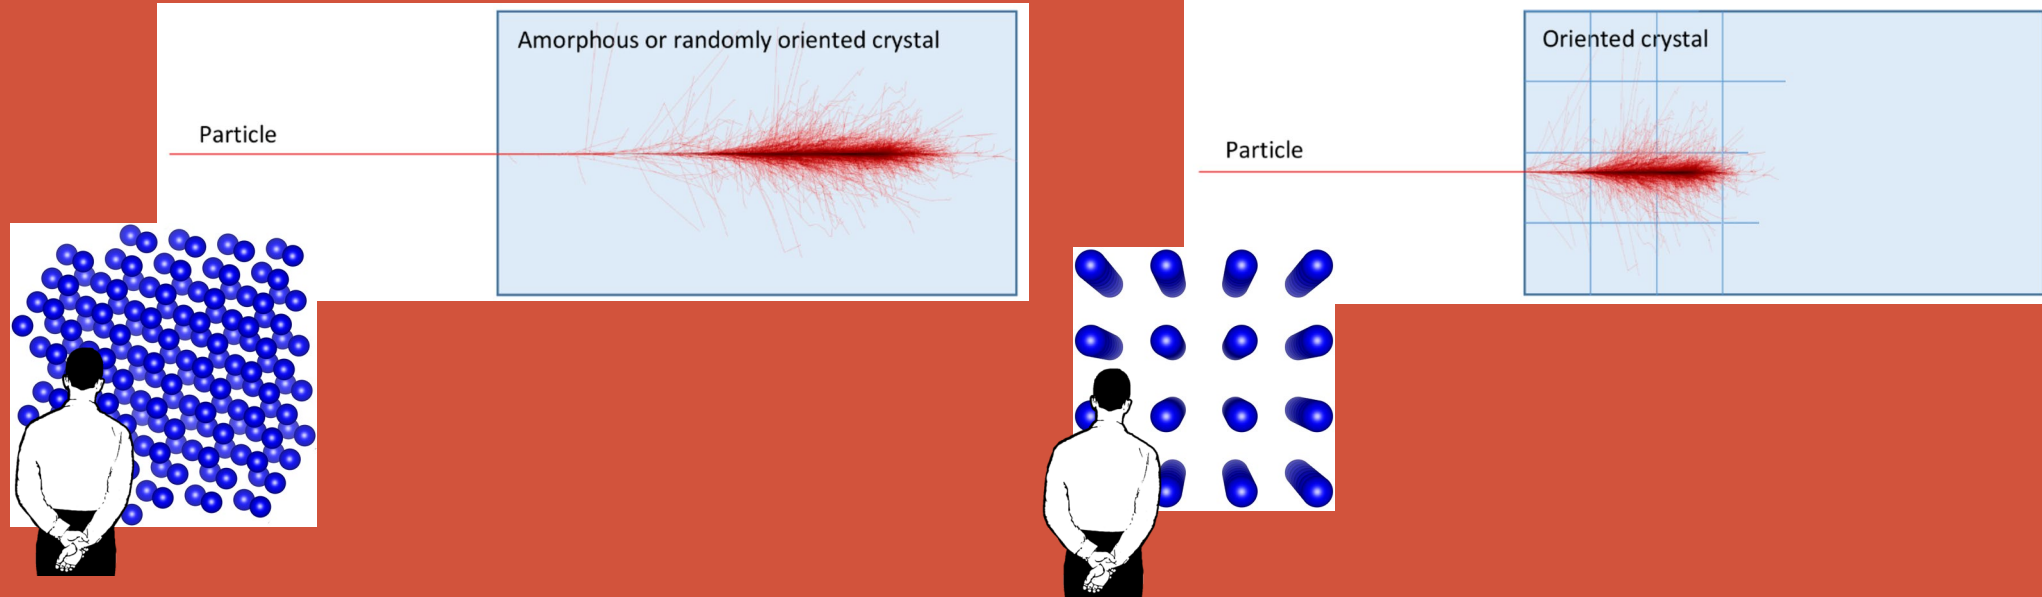 Amorphous or randomly oriented crystal
Particle
Oriented crystal
Particle